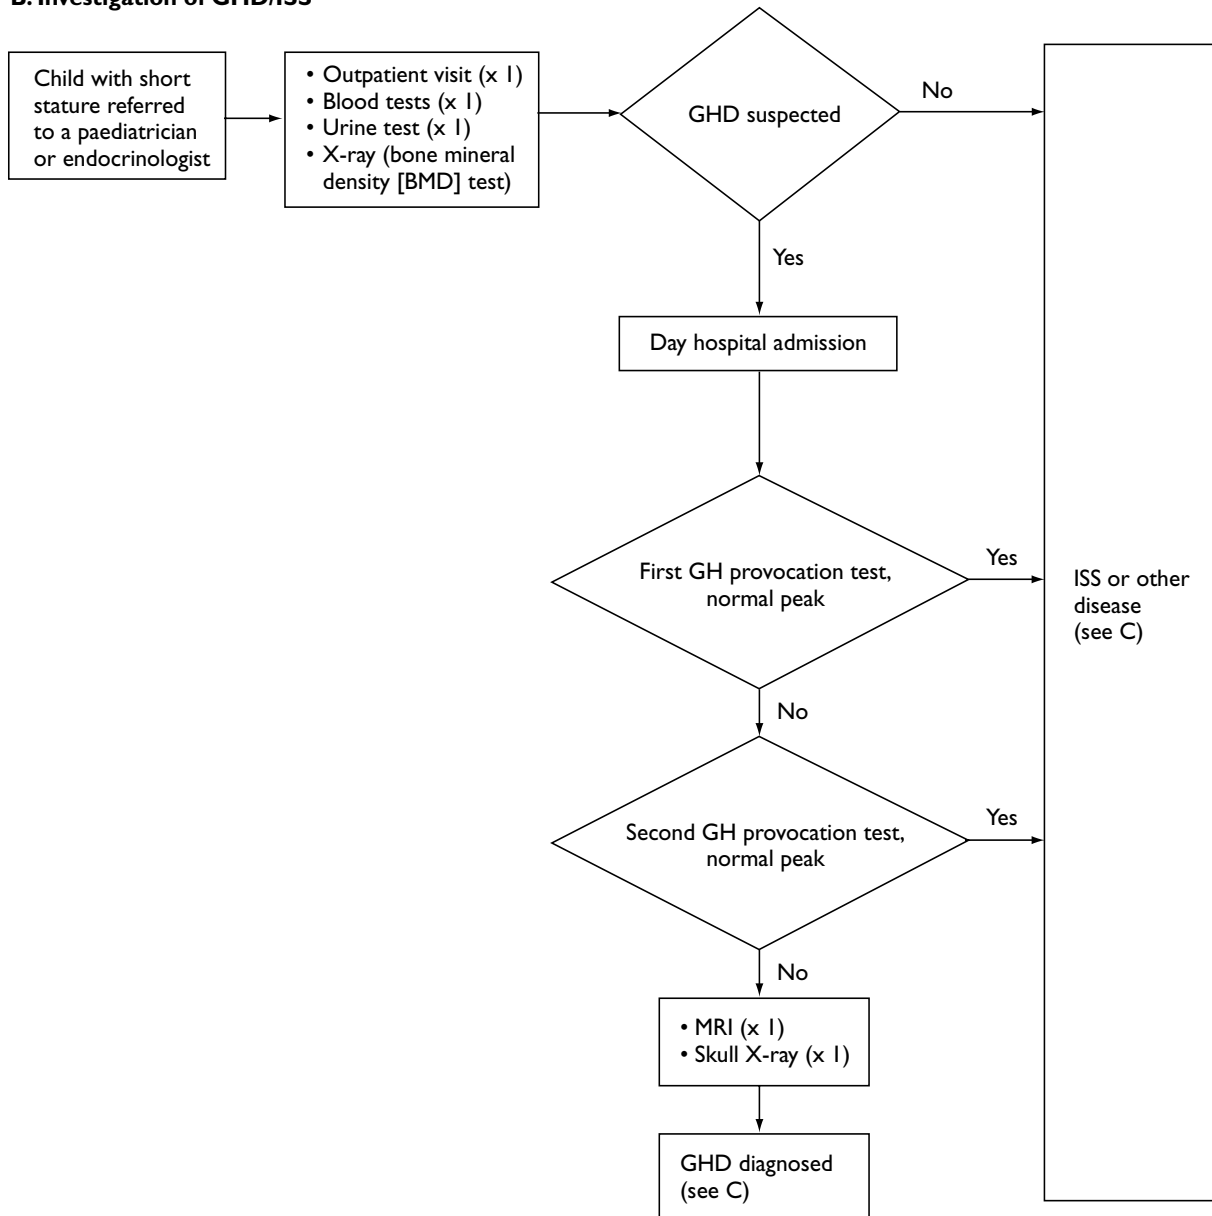 B. Investigation of GHD/ISS
Child with short
stature referred
to a paediatrician
or endocrinologist
• Outpatient visit (x 1)
• Blood tests (x 1)
• Urine test (x 1)
• X-ray (bone mineral
density [BMD] test)
GHD suspected
No
Yes
Day hospital admission
First GH provocation test,
normal peak
Yes
ISS or other
disease
(see C)
No
Second GH provocation test,
normal peak
Yes
No
• MRI (x 1)
• Skull X-ray (x 1)
GHD diagnosed
(see C)